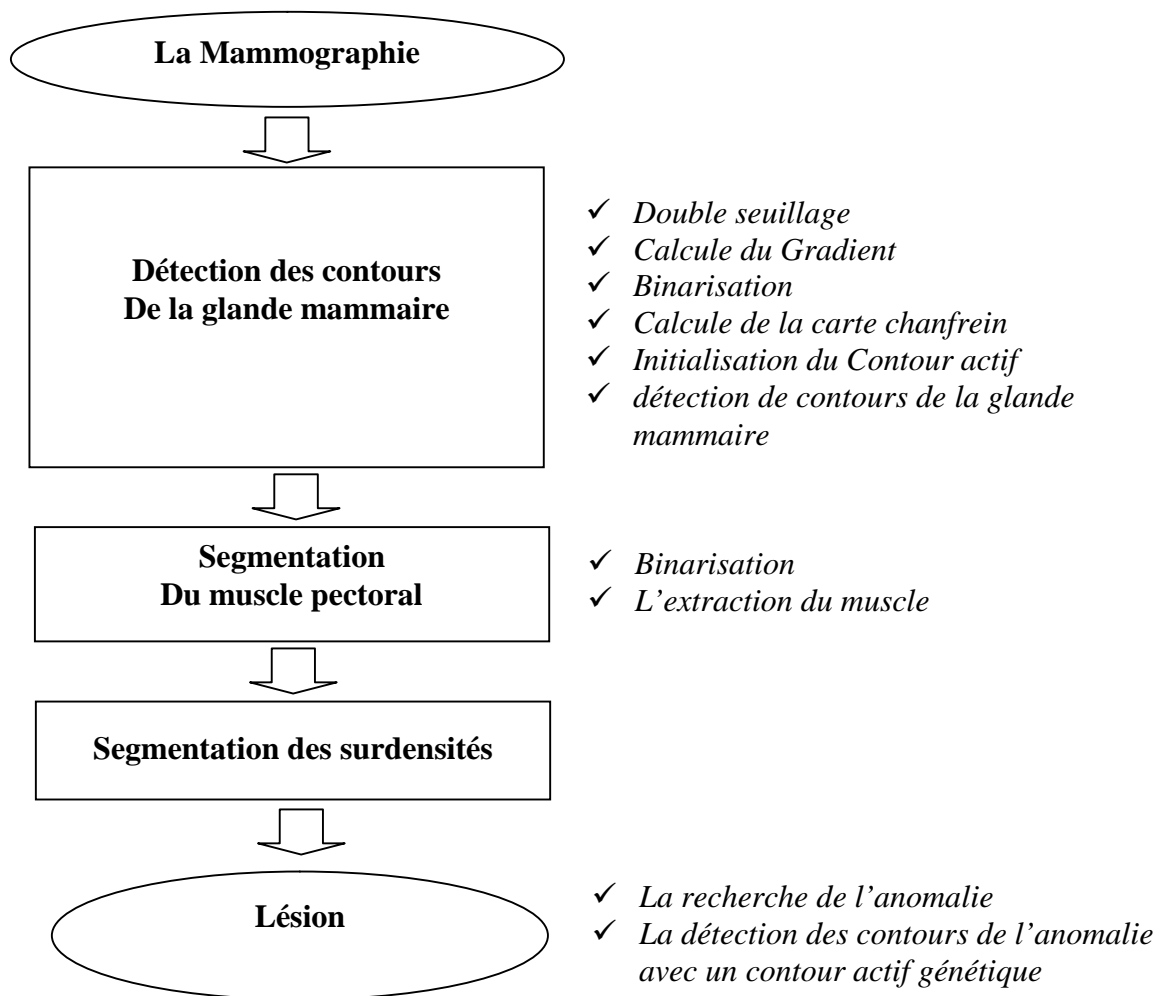 La Mammographie
Détection des contours
De la glande mammaire
✓ Double seuillage
✓ Calcule du Gradient
✓ Binarisation
✓ Calcule de la carte chanfrein
✓ Initialisation du Contour actif
✓ détection de contours de la glande
mammaire
Segmentation
Du muscle pectoral
✓ Binarisation
✓ L’extraction du muscle
Segmentation des surdensités
Lésion
✓ La recherche de l’anomalie
✓ La détection des contours de l’anomalie
avec un contour actif génétique